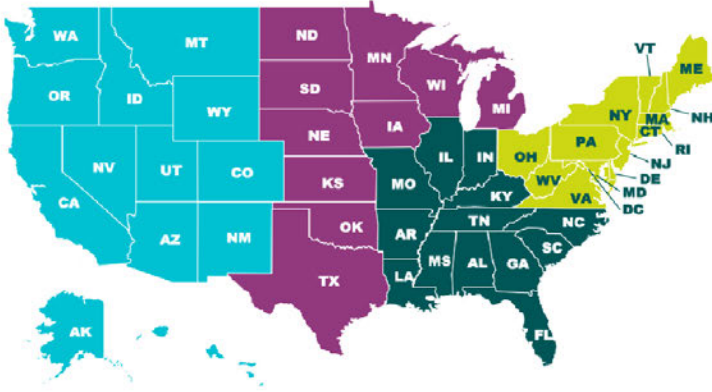 WA
MT
ND
MN
VT
ME
OR
ID
SD
WI
MI
NY
MA
NH
WY
IA
CT
NE
PA
RI
NV
UT
CO
IL
IN
OH
NJ
CA
KS
MO
WV
DE
KY
VA
MD
DC
AZ
NM
OK
AR
TN
NC
TX
LA
MS
AL
GA
SC
AK
FL